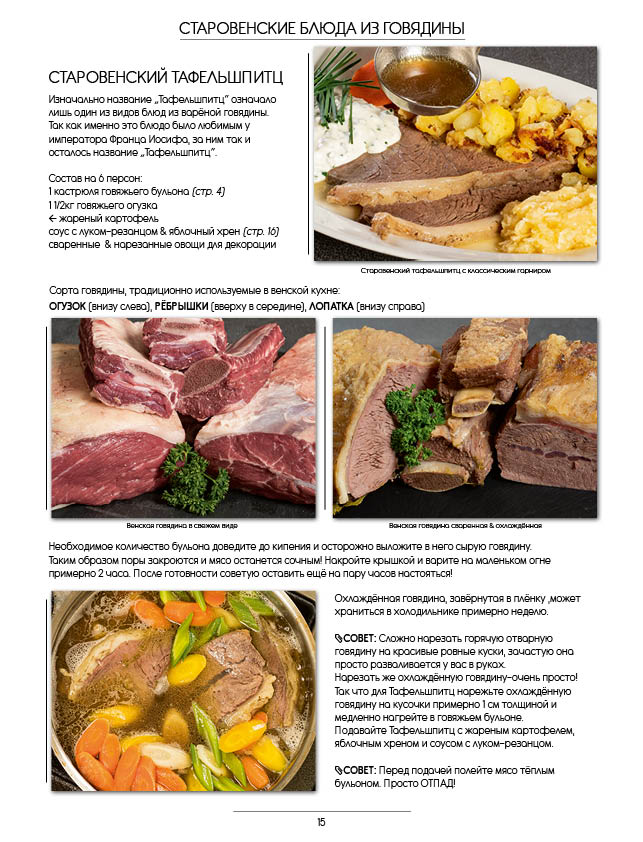 СТАРОВЕНСКИЕ БЛЮДА ИЗ ГОВЯДИНЫ
СТАРОВЕНСКИЙ ТАФЕЛЬШПИТЦ
Изначально название „Тафельшпитц" означало
лишь один из видов блюд из варёной говядины.
Так как именно это блюдо было любимым у
императора Франца Иосифа, за ним так и
осталось название „Тафельшпитц".
Состав на 6 персон:
1 кастрюля говяжьего бульона (стр. 4)
1 1/2кг говяжьего огузка
← жареный картофель
соус с луком-резанцом & яблочный хрен (стр. 16)
сваренные & нарезанные овощи для декорации
Старовенский тафельшпитц с классическим гарниром
Сорта говядины, традиционно используемые в венской кухне:
ОГУЗОК (внизу слева), РЁБРЫШКИ (вверху в середине), ЛОПАТКА (внизу справа)
Венская говядина в свежем виде
Венская говядина сваренная & охлаждённая
Необходимое количество бульона доведите до кипения и осторожно выложите в него сырую говядину.
Таким образом поры закроются и мясо останется сочным! Накройте крышкой и варите на маленьком огне
примерно 2 часа. После готовности советую оставить ещё на пару часов настояться!
Охлаждённая говядина, завёрнутая в плёнку ,может
храниться в холодильнике примерно неделю.
✎СОВЕТ: Сложно нарезать горячую отварную
говядину на красивые ровные куски, зачастую она
просто разваливается у вас в руках.
Нарезать же охлаждённую говядину-очень просто!
Так что для Тафельшпитц нарежьте охлаждённую
говядину на кусочки примерно 1 см толщиной и
медленно нагрейте в говяжьем бульоне.
Подавайте Тафельшпитц с жареным картофелем,
яблочным хреном и соусом с луком-резанцом.
✎СОВЕТ: Перед подачей полейте мясо тёплым
бульоном. Просто ОТПАД!
15